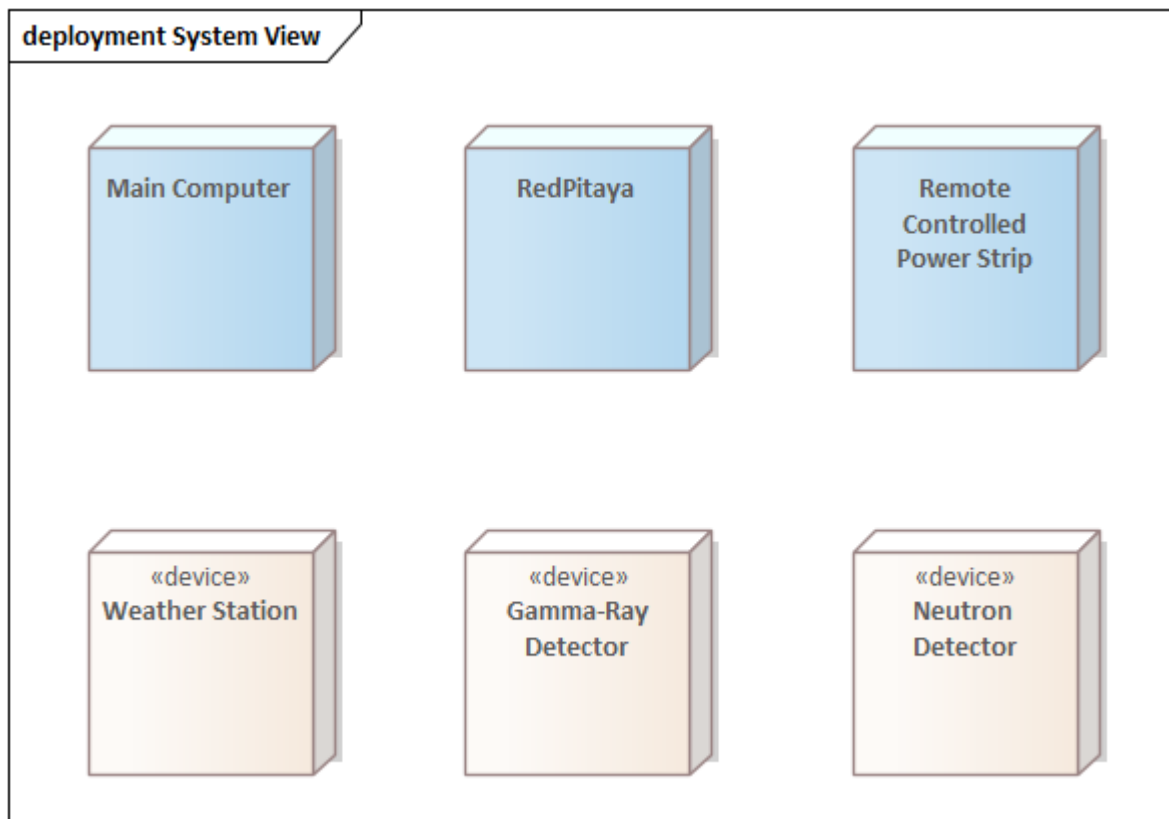 deployment System View
Main Computer
RedPitaya
Remote
Controlled
Power Strip
«device»
Weather Station
«device»
Gamma-Ray
Detector
«device»
Neutron
Detector